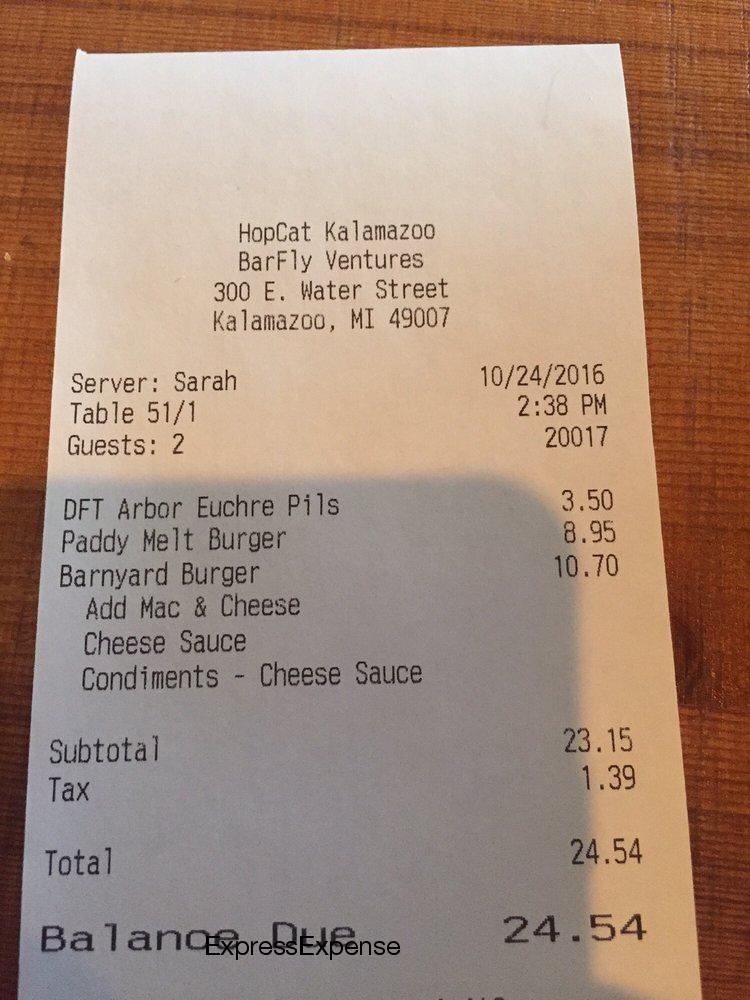 HopCat Kalamazoo
BarFly Ventures
300 E. Water Street
Kalamazoo, MI 49007
Server: Sarah 10/24/2016
Table 51/1 2:38 PM
Guests: 2 20017
DFT Arbor Euchre Pils 3.50
Paddy Melt Burger 8.95
Barnyard Burger 10.70
Add Mac & Cheese
Cheese Sauce
Condiments - Cheese Sauce
Subtotal 23.15
Tax 1.39
Total 24.54
Balance Due 24.54
ExpressExpense